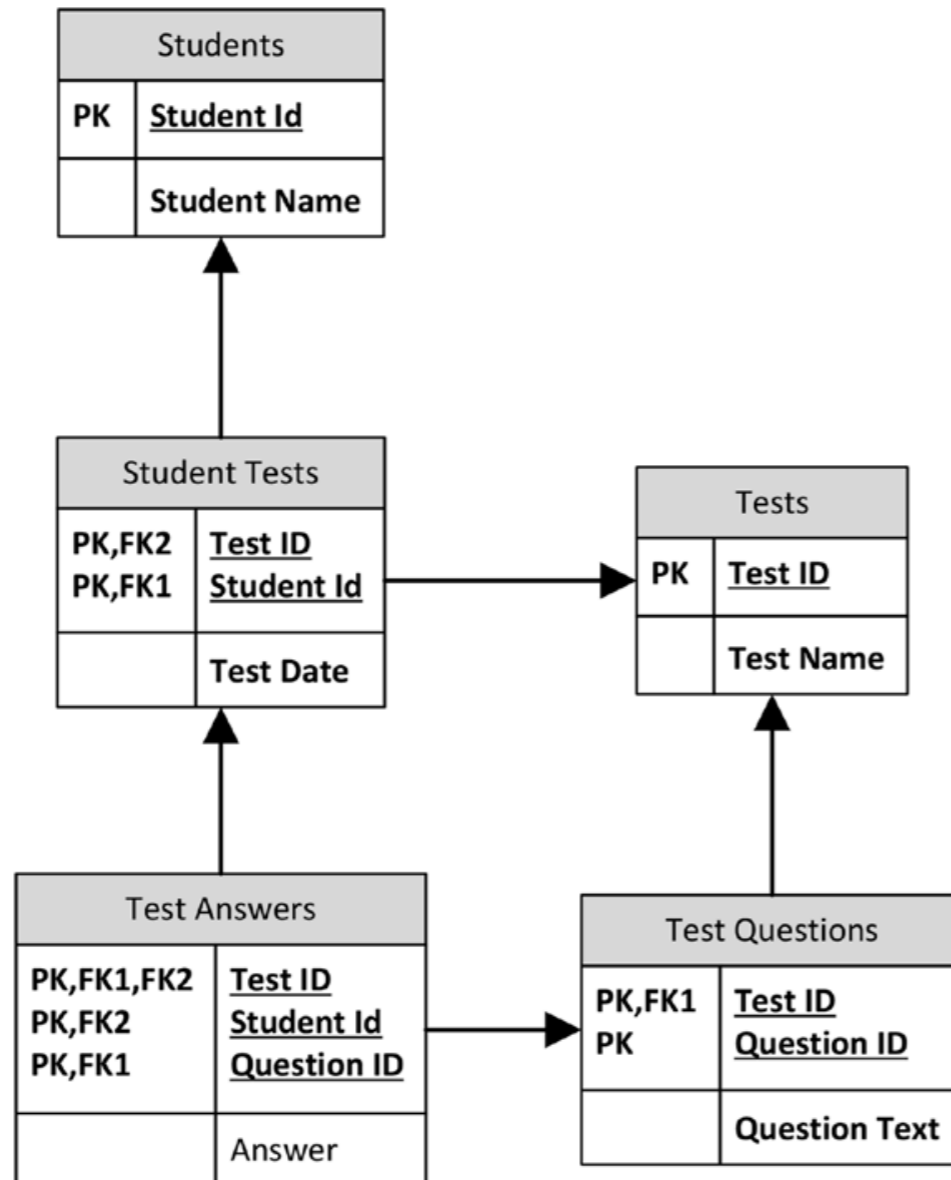 Students
PK Student Id
Student Name
Student Tests
PK,FK2 Test ID
PK,FK1 Student Id
Test Date
Tests
PK Test ID
Test Name
Test Answers
PK,FK1,FK2 Test ID
PK,FK2 Student Id
PK,FK1 Question ID
Answer
Test Questions
PK,FK1 Test ID
PK Question ID
Question Text